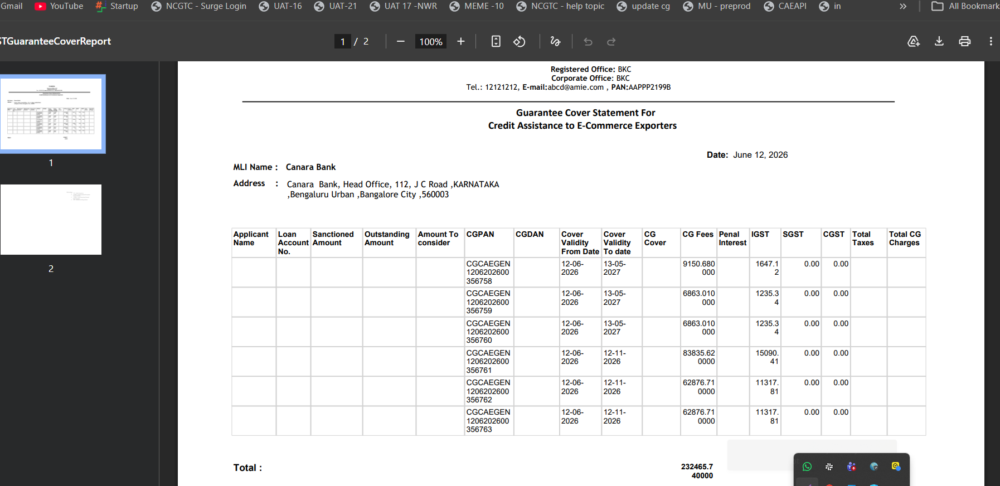 Gmail YouTube Startup NCGTC - Surge Login UAT-16 UAT-21 UAT 17 -NWR MEME -10 NCGTC - help topic update cg MU - preprod CAEAPI in » All Bookmark
STGuaranteeCoverReport 1 / 2 100%
1
2
Registered Office: BKC
Corporate Office: BKC
Tel.: 12121212, E-mail:abcd@amie.com , PAN:AAPPP2199B
Guarantee Cover Statement For
Credit Assistance to E-Commerce Exporters
Date: June 12, 2026
MLI Name : Canara Bank
Address : Canara Bank, Head Office, 112, J C Road ,KARNATAKA
,Bengaluru Urban ,Bangalore City ,560003
Applicant Loan Sanctioned Outstanding Amount To CGPAN CGDAN Cover Cover CG CG Fees Penal IGST SGST CGST Total Total CG
Name Account Amount Amount consider Validity Validity Cover Interest Taxes Charges
No. From Date To date
CGCAEGEN 12-06- 13-05- 9150.680 1647.1 0.00 0.00
1206202600 2026 2027 000 2
356758
CGCAEGEN 12-06- 13-05- 6863.010 1235.3 0.00 0.00
1206202600 2026 2027 000 4
356759
CGCAEGEN 12-06- 13-05- 6863.010 1235.3 0.00 0.00
1206202600 2026 2027 000 4
356760
CGCAEGEN 12-06- 12-11- 83835.62 15090. 0.00 0.00
1206202600 2026 2026 0000 41
356761
CGCAEGEN 12-06- 12-11- 62876.71 11317. 0.00 0.00
1206202600 2026 2026 0000 81
356762
CGCAEGEN 12-06- 12-11- 62876.71 11317. 0.00 0.00
1206202600 2026 2026 0000 81
356763
Total : 232465.7
40000